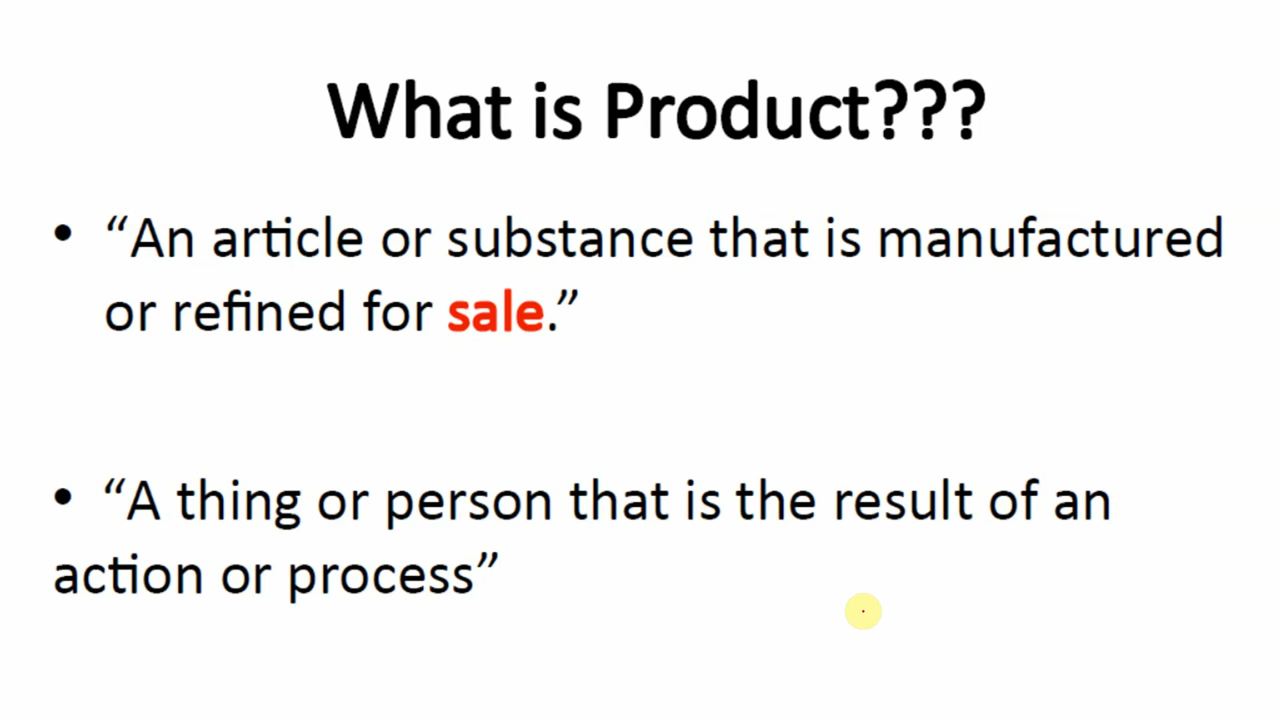 What is Product???
• “An article or substance that is manufactured
or refined for sale.”
• “A thing or person that is the result of an
action or process”